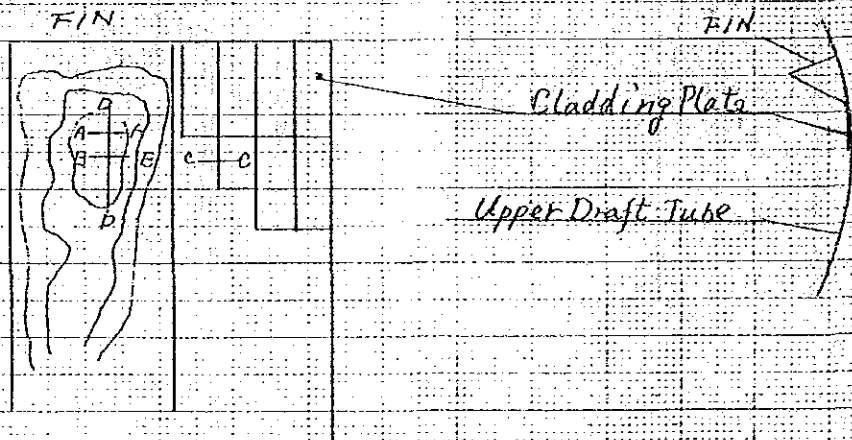 FIN
FIN
Cladding Plate
Upper Draft Tube
D
A A
B B
C C
D